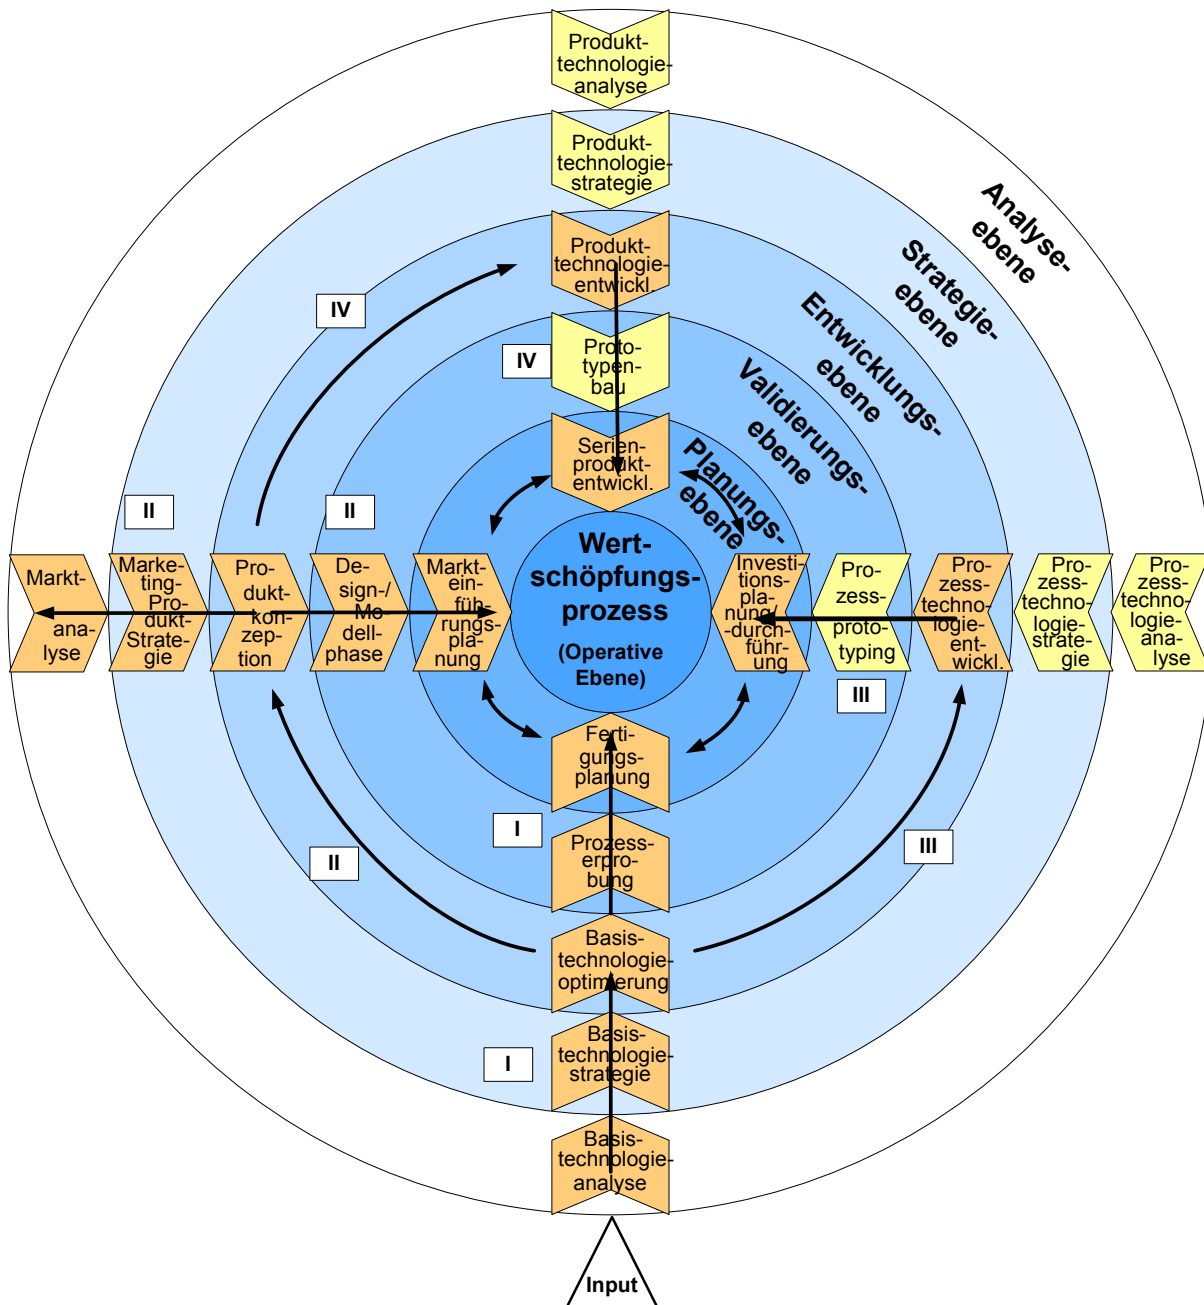 Produkt-
technologie-
analyse
Produkt-
technologie-
strategie
Produkt-
technologie-
entwickl.
Proto-
typen-
bau
Serien-
produkt-
entwickl.
Analyse-
ebene
Strategie-
ebene
Entwicklungs-
ebene
Validierungs-
ebene
Planungs-
ebene
IV
IV
II
II
Markt-
ana-
lyse
Marke-
ting-
Pro-
dukt-
Strate-
gie
Pro-
dukt-
konzep-
tion
De-
sign-/
Mo-
dell-
phase
Markt-
ein-
füh-
rungs-
pla-
nung
Wert-
schöpfungs-
prozess
(Operative
Ebene)
Investi-
tions-
pla-
nung/
-durch-
führ-
ung
Pro-
zess-
proto-
typing
Pro-
zess-
techno-
logie-
ent-
wickl.
Pro-
zess-
techno-
logie-
strate-
gie
Pro-
zess-
techno-
logie-
ana-
lyse
III
III
II
I
I
Ferti-
gungs-
planung
Prozess-
erpro-
bung
Basis-
technologie-
optimierung
Basis-
technologie-
strategie
Basis-
technologie-
analyse
Input